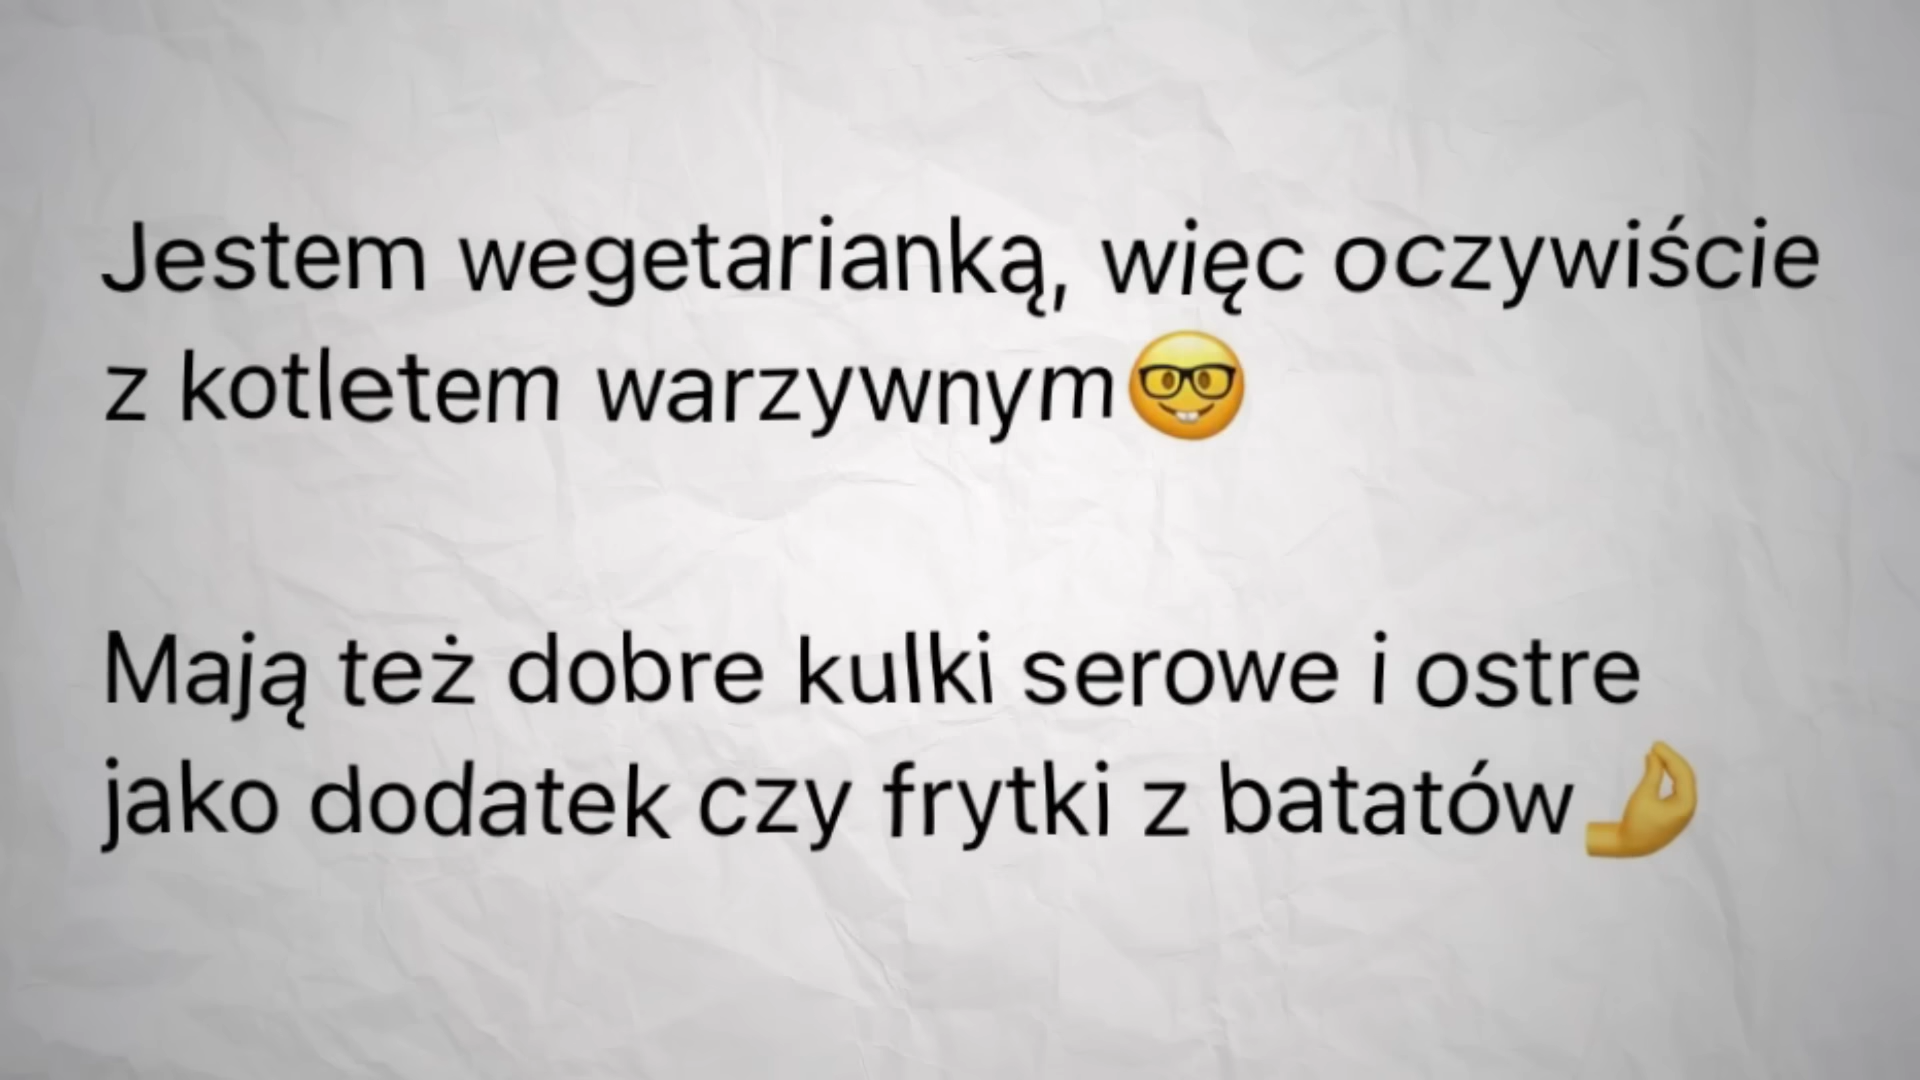 Jestem wegetarianką, więc oczywiście
z kotletem warzywnym🤓
Mają też dobre kulki serowe i ostre
jako dodatek czy frytki z batatów🤌